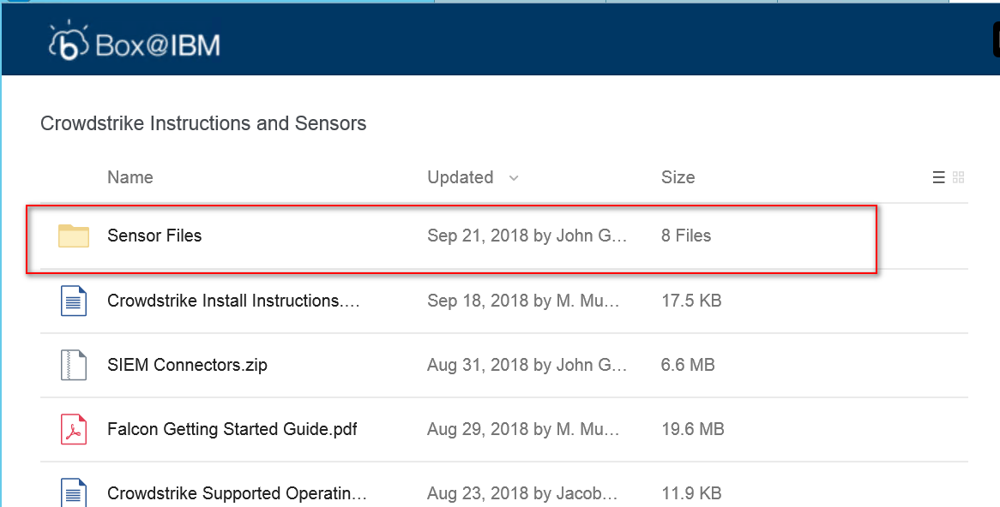 Box@IBM
Crowdstrike Instructions and Sensors
Name Updated Size
Sensor Files Sep 21, 2018 by John G... 8 Files
Crowdstrike Install Instructions.... Sep 18, 2018 by M. Mu... 17.5 KB
SIEM Connectors.zip Aug 31, 2018 by John G... 6.6 MB
Falcon Getting Started Guide.pdf Aug 29, 2018 by M. Mu... 19.6 MB
Crowdstrike Supported Operatin... Aug 23, 2018 by Jacob... 11.9 KB